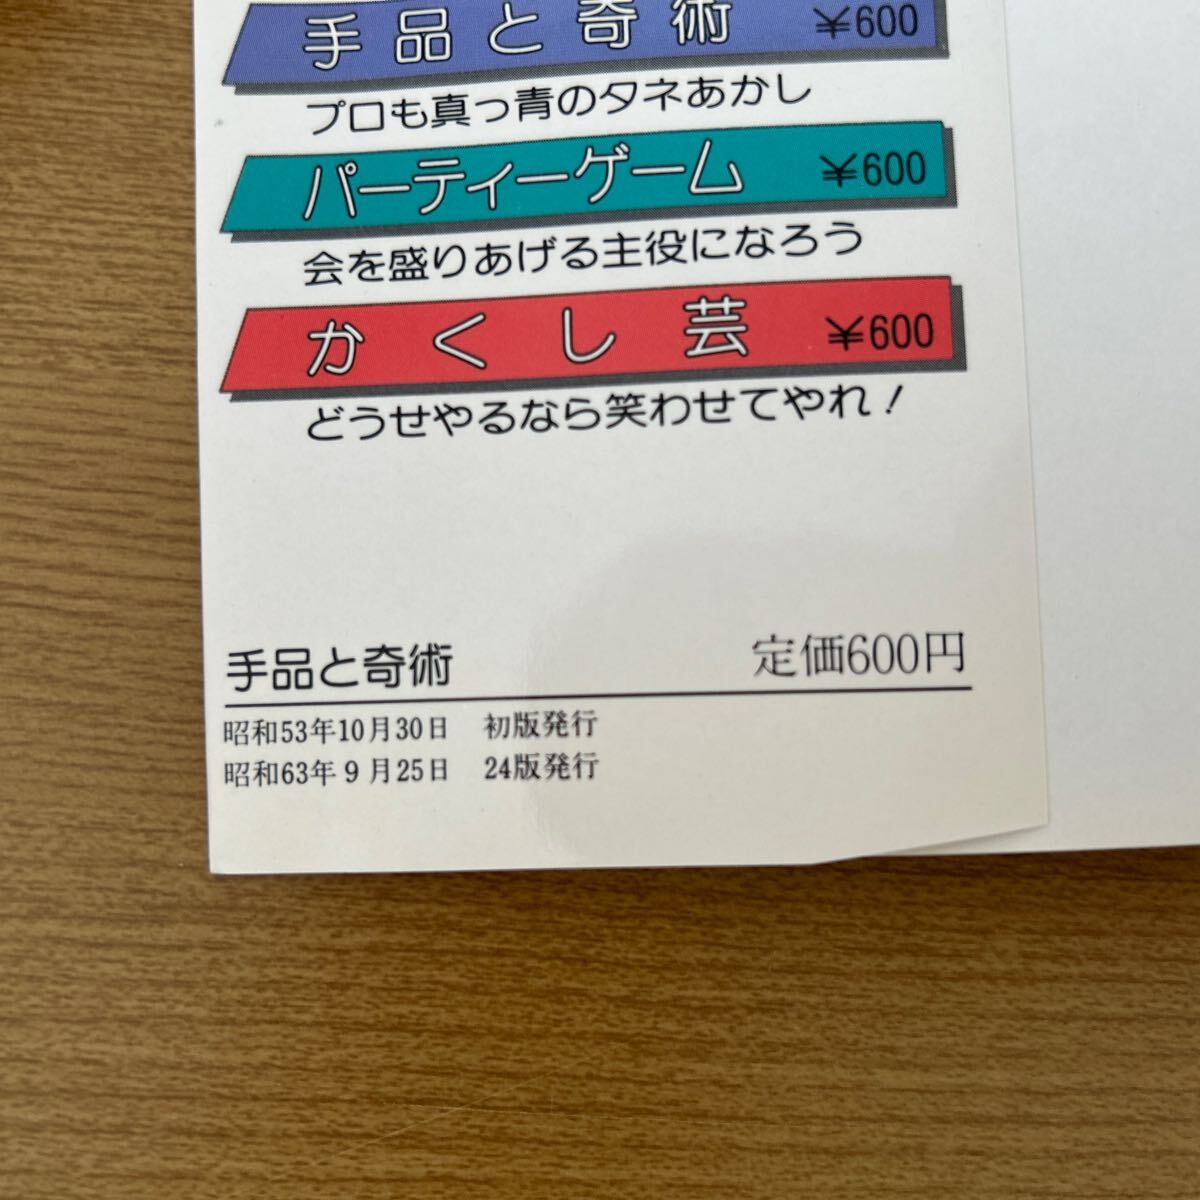 手品と奇術 ¥600
プロも真っ青のタネあかし
パーティーゲーム ¥600
会を盛りあげる主役になろう
かくし芸 ¥600
どうせやるなら笑わせてやれ！
手品と奇術 定価600円
昭和53年10月30日 初版発行
昭和63年9月25日 24版発行